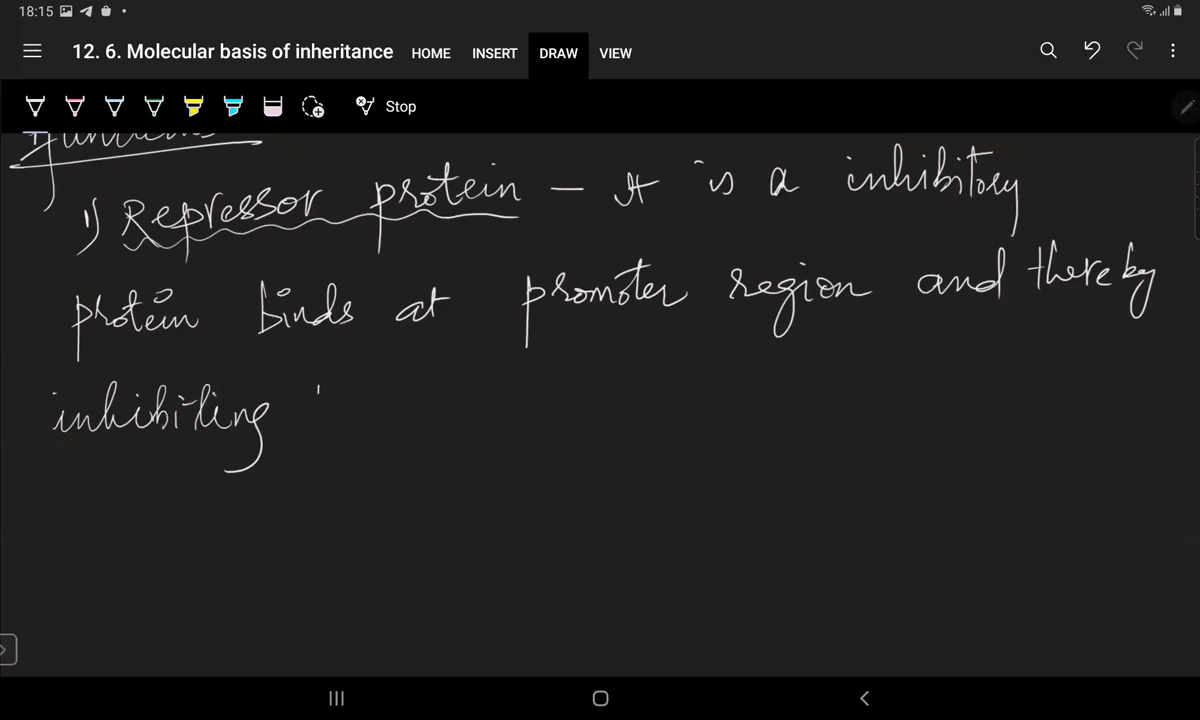 18:15
12. 6. Molecular basis of inheritance HOME INSERT DRAW VIEW
Stop
1) Repressor protein - It is a inhibitory
protein binds at promoter region and thereby
inhibiting